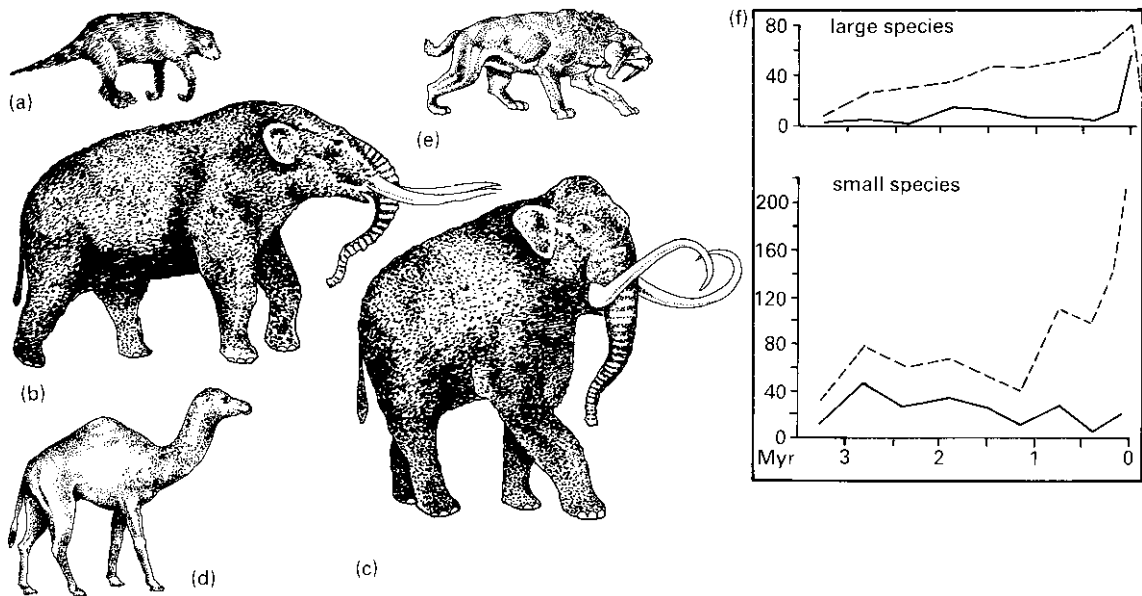 (a)
(b)
(c)
(d)
(e)
(f)
large species
80
40
0
small species
200
160
120
80
40
0
Myr 3 2 1 0